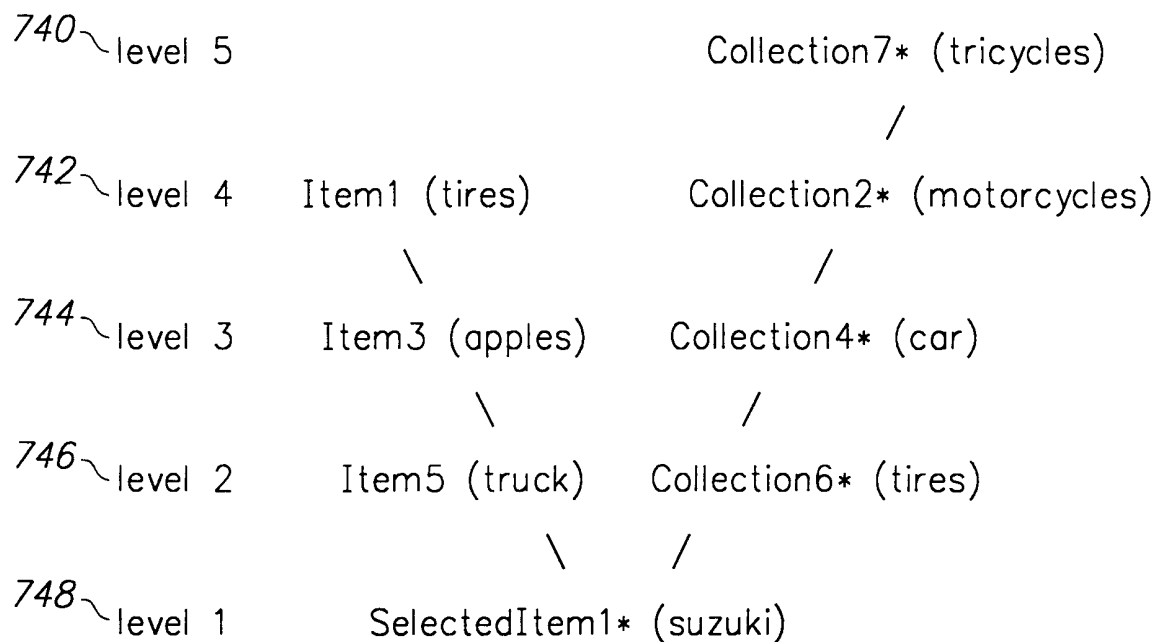 740 level 5 Collection7* (tricycles)
742 level 4 Item1 (tires) Collection2* (motorcycles)
744 level 3 Item3 (apples) Collection4* (car)
746 level 2 Item5 (truck) Collection6* (tires)
748 level 1 SelectedItem1* (suzuki)